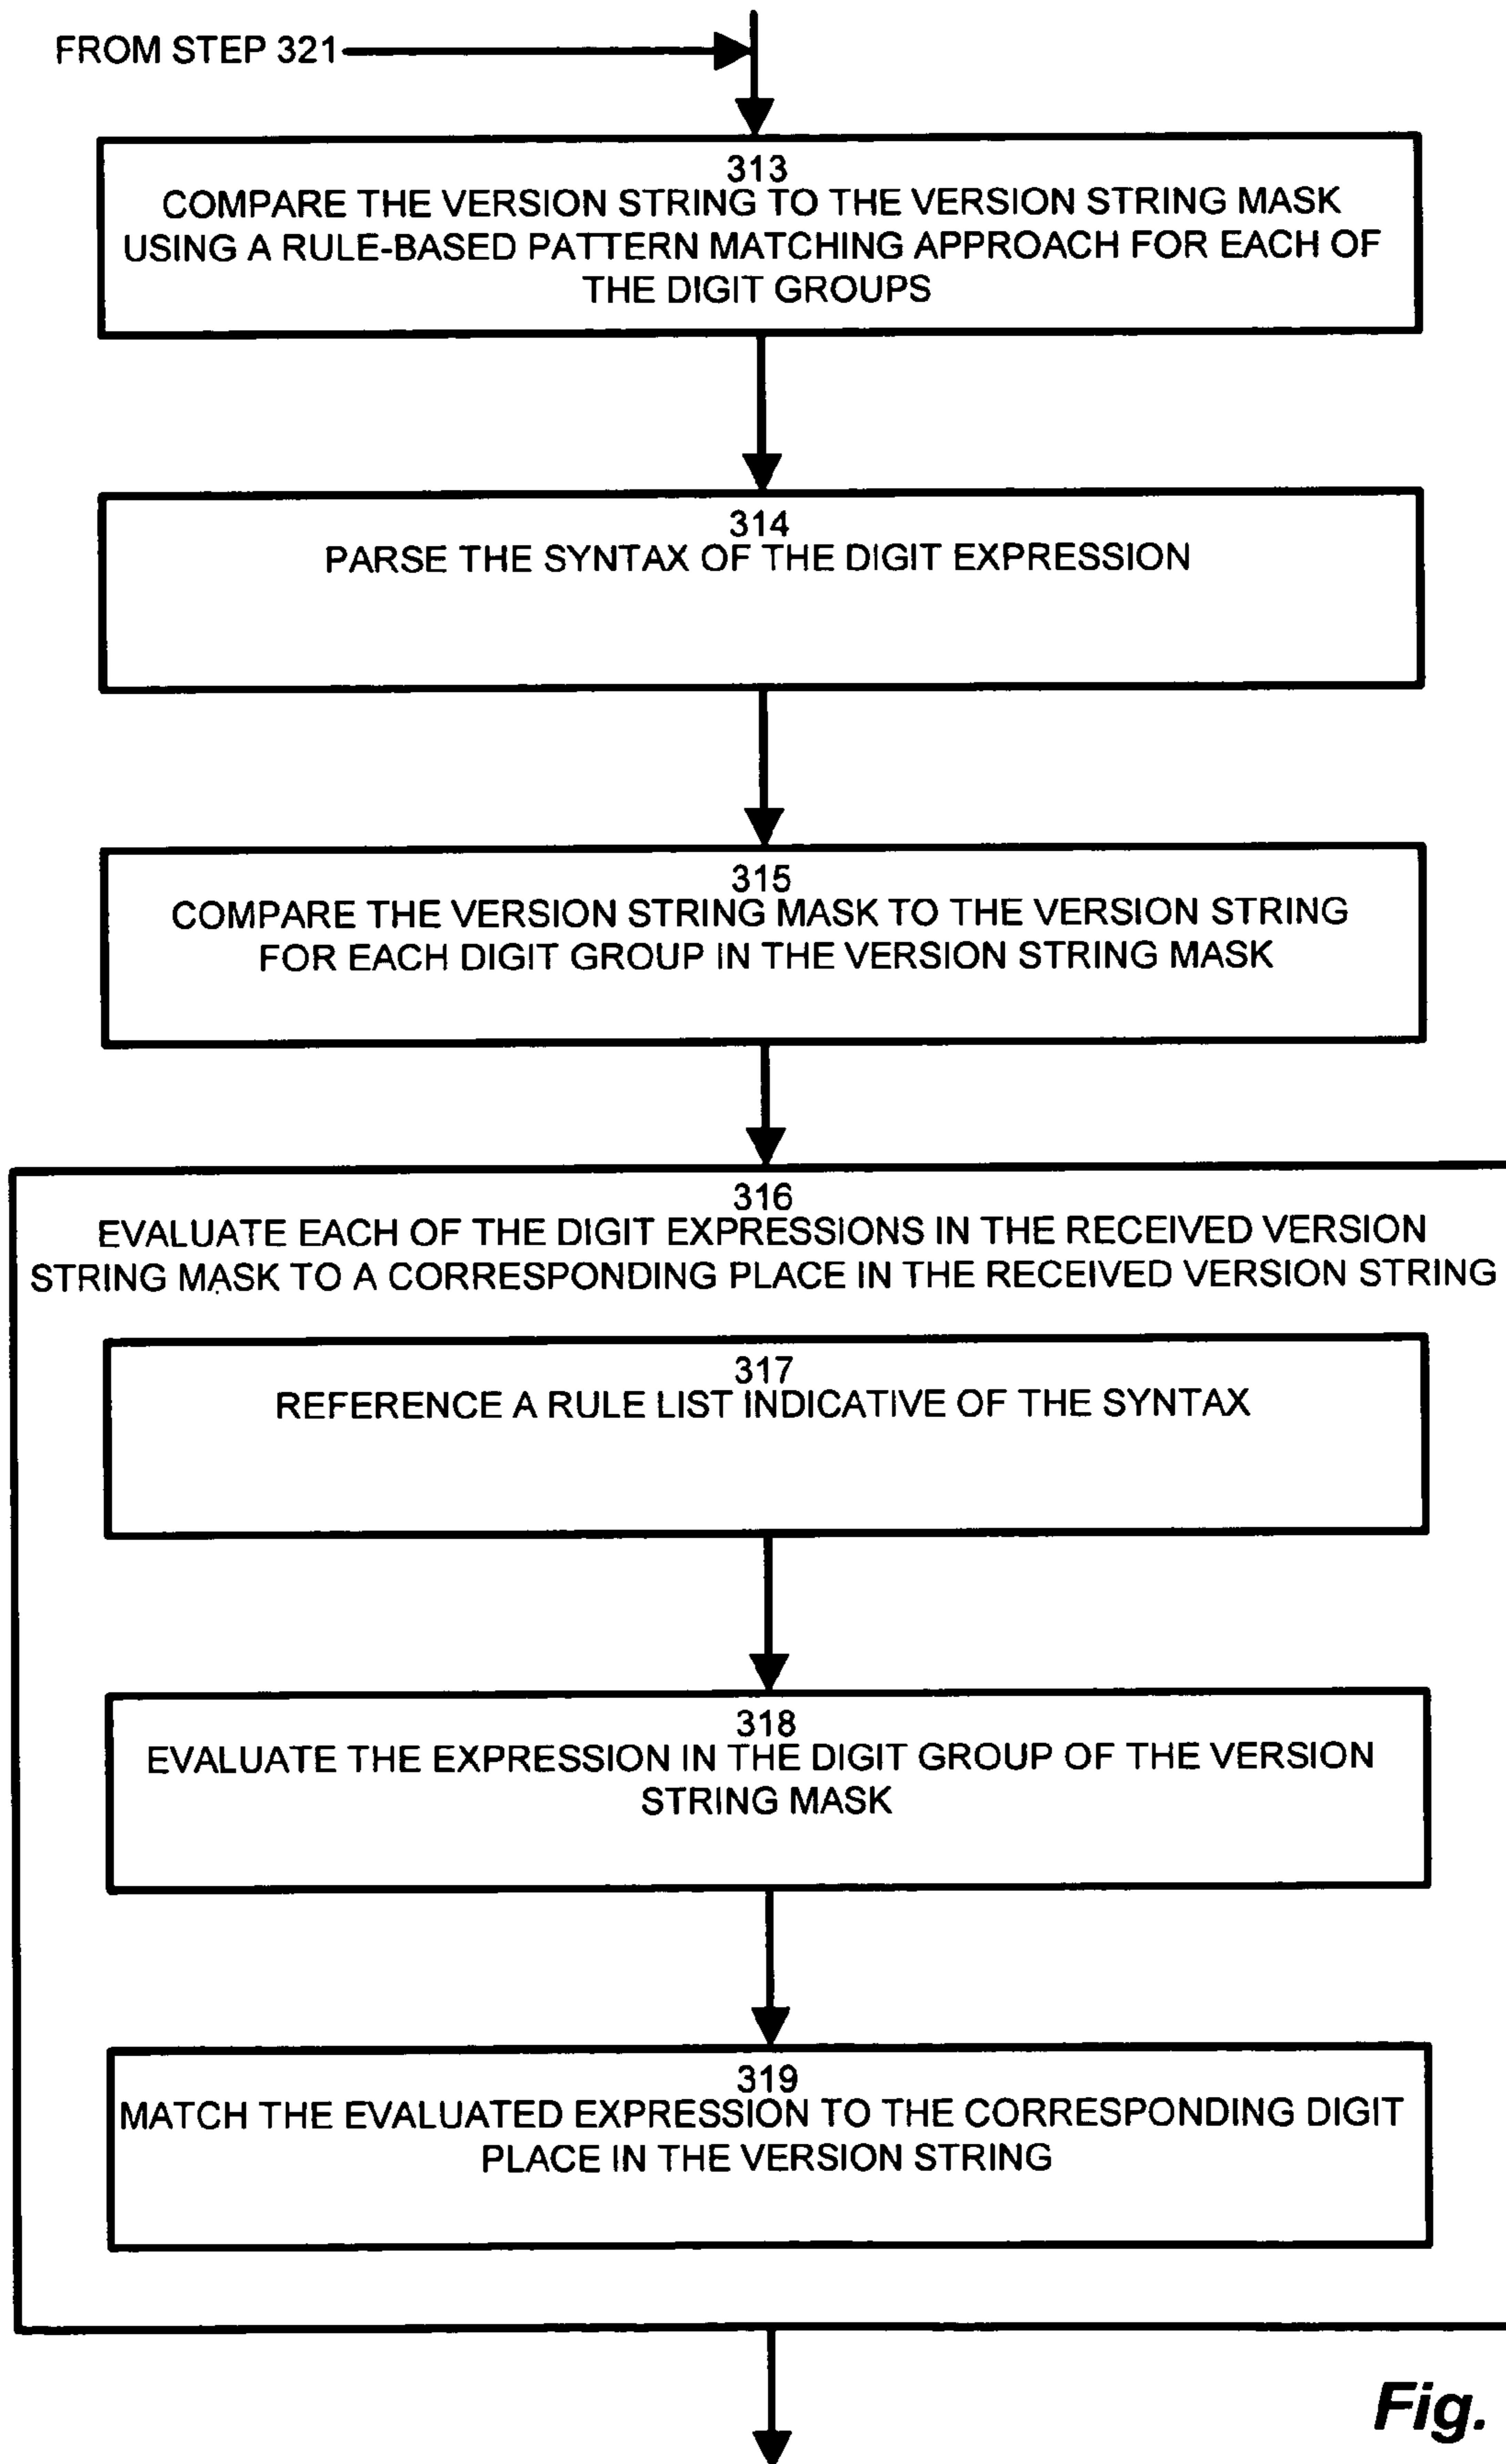 FROM STEP 321
313
COMPARE THE VERSION STRING TO THE VERSION STRING MASK
USING A RULE-BASED PATTERN MATCHING APPROACH FOR EACH OF
THE DIGIT GROUPS
314
PARSE THE SYNTAX OF THE DIGIT EXPRESSION
315
COMPARE THE VERSION STRING MASK TO THE VERSION STRING
FOR EACH DIGIT GROUP IN THE VERSION STRING MASK
316
EVALUATE EACH OF THE DIGIT EXPRESSIONS IN THE RECEIVED VERSION
STRING MASK TO A CORRESPONDING PLACE IN THE RECEIVED VERSION STRING
317
REFERENCE A RULE LIST INDICATIVE OF THE SYNTAX
318
EVALUATE THE EXPRESSION IN THE DIGIT GROUP OF THE VERSION
STRING MASK
319
MATCH THE EVALUATED EXPRESSION TO THE CORRESPONDING DIGIT
PLACE IN THE VERSION STRING
Fig.